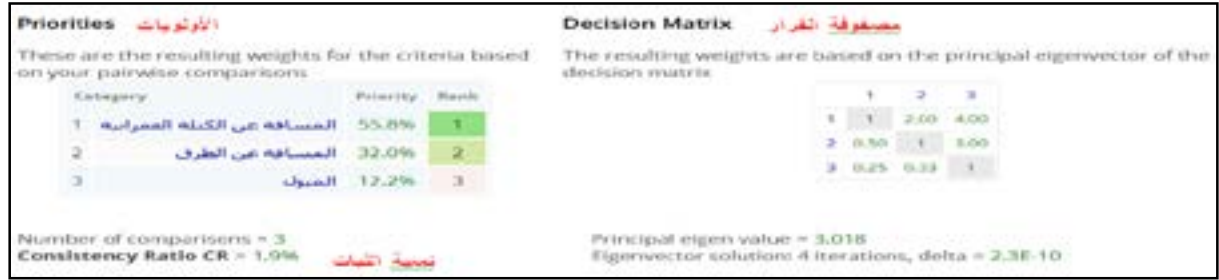 Priorities الأولويات
These are the resulting weights for the criteria based
on your pairwise comparisons
Category Priority Rank
1 المسافة عن الكتلة العمرانية 55.8% 1
2 المسافة عن الطرق 32.0% 2
3 الميول 12.2% 3
Number of comparisons = 3
Consistency Ratio CR = 1.9% نسبة الثبات
Decision Matrix مصفوفة القرار
The resulting weights are based on the principal eigenvector of the
decision matrix
1 2 3
1 1 2.00 4.00
2 0.50 1 3.00
3 0.25 0.33 1
Principal eigen value = 3.018
Eigenvector solution: 4 iterations, delta = 2.3E-10